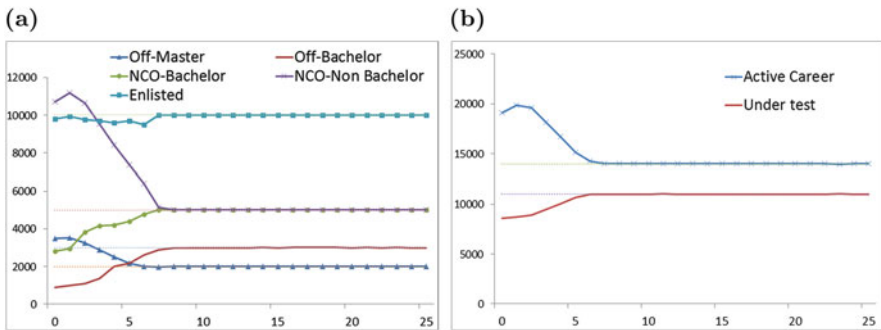 (a)
Off-Master Off-Bachelor
NCO-Bachelor NCO-Non Bachelor
Enlisted
12000
10000
8000
6000
4000
2000
0
0 5 10 15 20 25
(b)
25000
20000
15000
10000
5000
0
Active Career
Under test
0 5 10 15 20 25